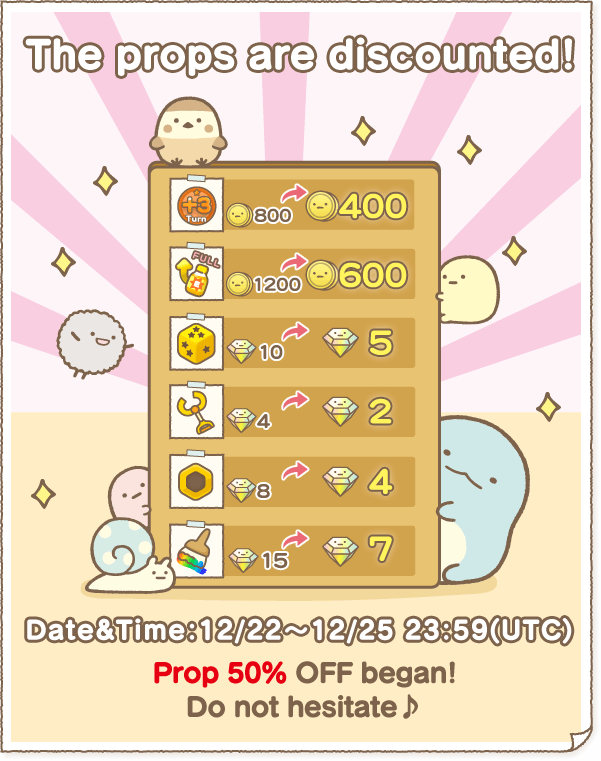 The props are discounted!
+3
Turn
800 400
FULL
1200 600
10 5
4 2
8 4
15 7
Date&Time:12/22～12/25 23:59(UTC)
Prop 50% OFF began!
Do not hesitate♪